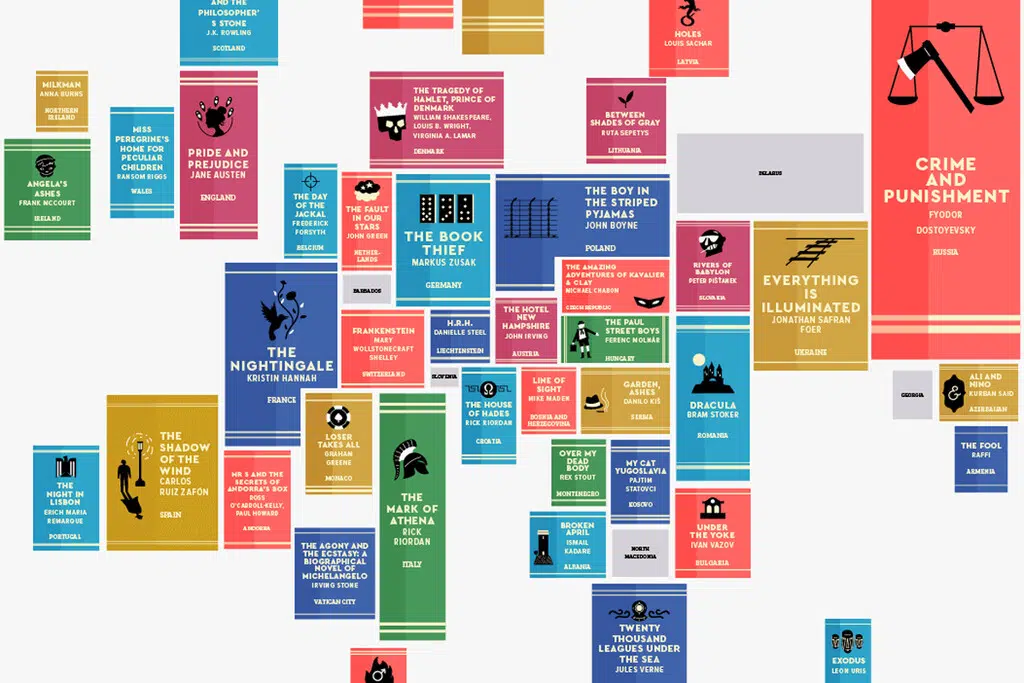 AND THE
PHILOSOPHER'
S STONE
J.K. ROWLING
SCOTLAND
HOLES
LOUIS SACHAR
LATVIA
MILKMAN
ANNA BURNS
NORTHERN
IRELAND
MISS
PEREGRINE'S
HOME FOR
PECULIAR
CHILDREN
RANSOM RIGGS
WALES
PRIDE AND
PREJUDICE
JANE AUSTEN
ENGLAND
THE TRAGEDY OF
HAMLET, PRINCE OF
DENMARK
WILLIAM SHAKESPEARE,
LOUIS B. WRIGHT,
VIRGINIA A. LAMAR
DENMARK
BETWEEN
SHADES OF GRAY
RUTA SEPETYS
LITHUANIA
BELARUS
CRIME
AND
PUNISHMENT
FYODOR
DOSTOYEVSKY
RUSSIA
ANGELA'S
ASHES
FRANK MCCOURT
IRELAND
THE DAY
OF THE
JACKAL
FREDERICK
FORSYTH
BELGIUM
THE FAULT
IN OUR
STARS
JOHN GREEN
NETHER-
LANDS
THE BOOK
THIEF
MARKUS ZUSAK
GERMANY
THE BOY IN
THE STRIPED
PYJAMAS
JOHN BOYNE
POLAND
RIVERS OF
BABYLON
PETER PIŠŤANEK
SLOVAKIA
EVERYTHING
IS
ILLUMINATED
JONATHAN SAFRAN
FOER
UKRAINE
BARBADOS
THE AMAZING
ADVENTURES OF KAVALIER
& CLAY
MICHAEL CHABON
CZECH REPUBLIC
THE
NIGHTINGALE
KRISTIN HANNAH
FRANCE
FRANKENSTEIN
MARY
WOLLSTONECRAFT
SHELLEY
SWITZERLAND
H.R.H.
DANIELLE STEEL
LIECHTENSTEIN
THE HOTEL
NEW
HAMPSHIRE
JOHN IRVING
AUSTRIA
THE PAUL
STREET BOYS
FERENC MOLNÁR
HUNGARY
SLOVENIA
THE HOUSE
OF HADES
RICK RIORDAN
CROATIA
LINE OF
SIGHT
MIKE MADEN
BOSNIA AND
HERZEGOVINA
GARDEN,
ASHES
DANILO KIŠ
SERBIA
DRACULA
BRAM STOKER
ROMANIA
GEORGIA
ALI AND
NINO
KURBAN SAID
AZERBAIJAN
THE FOOL
RAFFI
ARMENIA
THE
SHADOW
OF THE
WIND
CARLOS
RUIZ ZAFÓN
SPAIN
LOSER
TAKES ALL
GRAHAM
GREENE
MONACO
THE
MARK OF
ATHENA
RICK
RIORDAN
ITALY
THE
NIGHT IN
LISBON
ERICH MARIA
REMARQUE
PORTUGAL
MR S AND THE
SECRETS OF
ANDORRA'S BOX
ROSS
O'CARROLL-KELLY,
PAUL HOWARD
ANDORRA
OVER MY
DEAD
BODY
REX STOUT
MONTENEGRO
MY CAT
YUGOSLAVIA
PAJTIM
STATOVCI
KOSOVO
THE AGONY AND
THE ECSTASY: A
BIOGRAPHICAL
NOVEL OF
MICHELANGELO
IRVING STONE
VATICAN CITY
BROKEN
APRIL
ISMAIL
KADARE
ALBANIA
NORTH
MACEDONIA
UNDER
THE YOKE
IVAN VAZOV
BULGARIA
TWENTY
THOUSAND
LEAGUES UNDER
THE SEA
JULES VERNE
EXODUS
LEON URIS